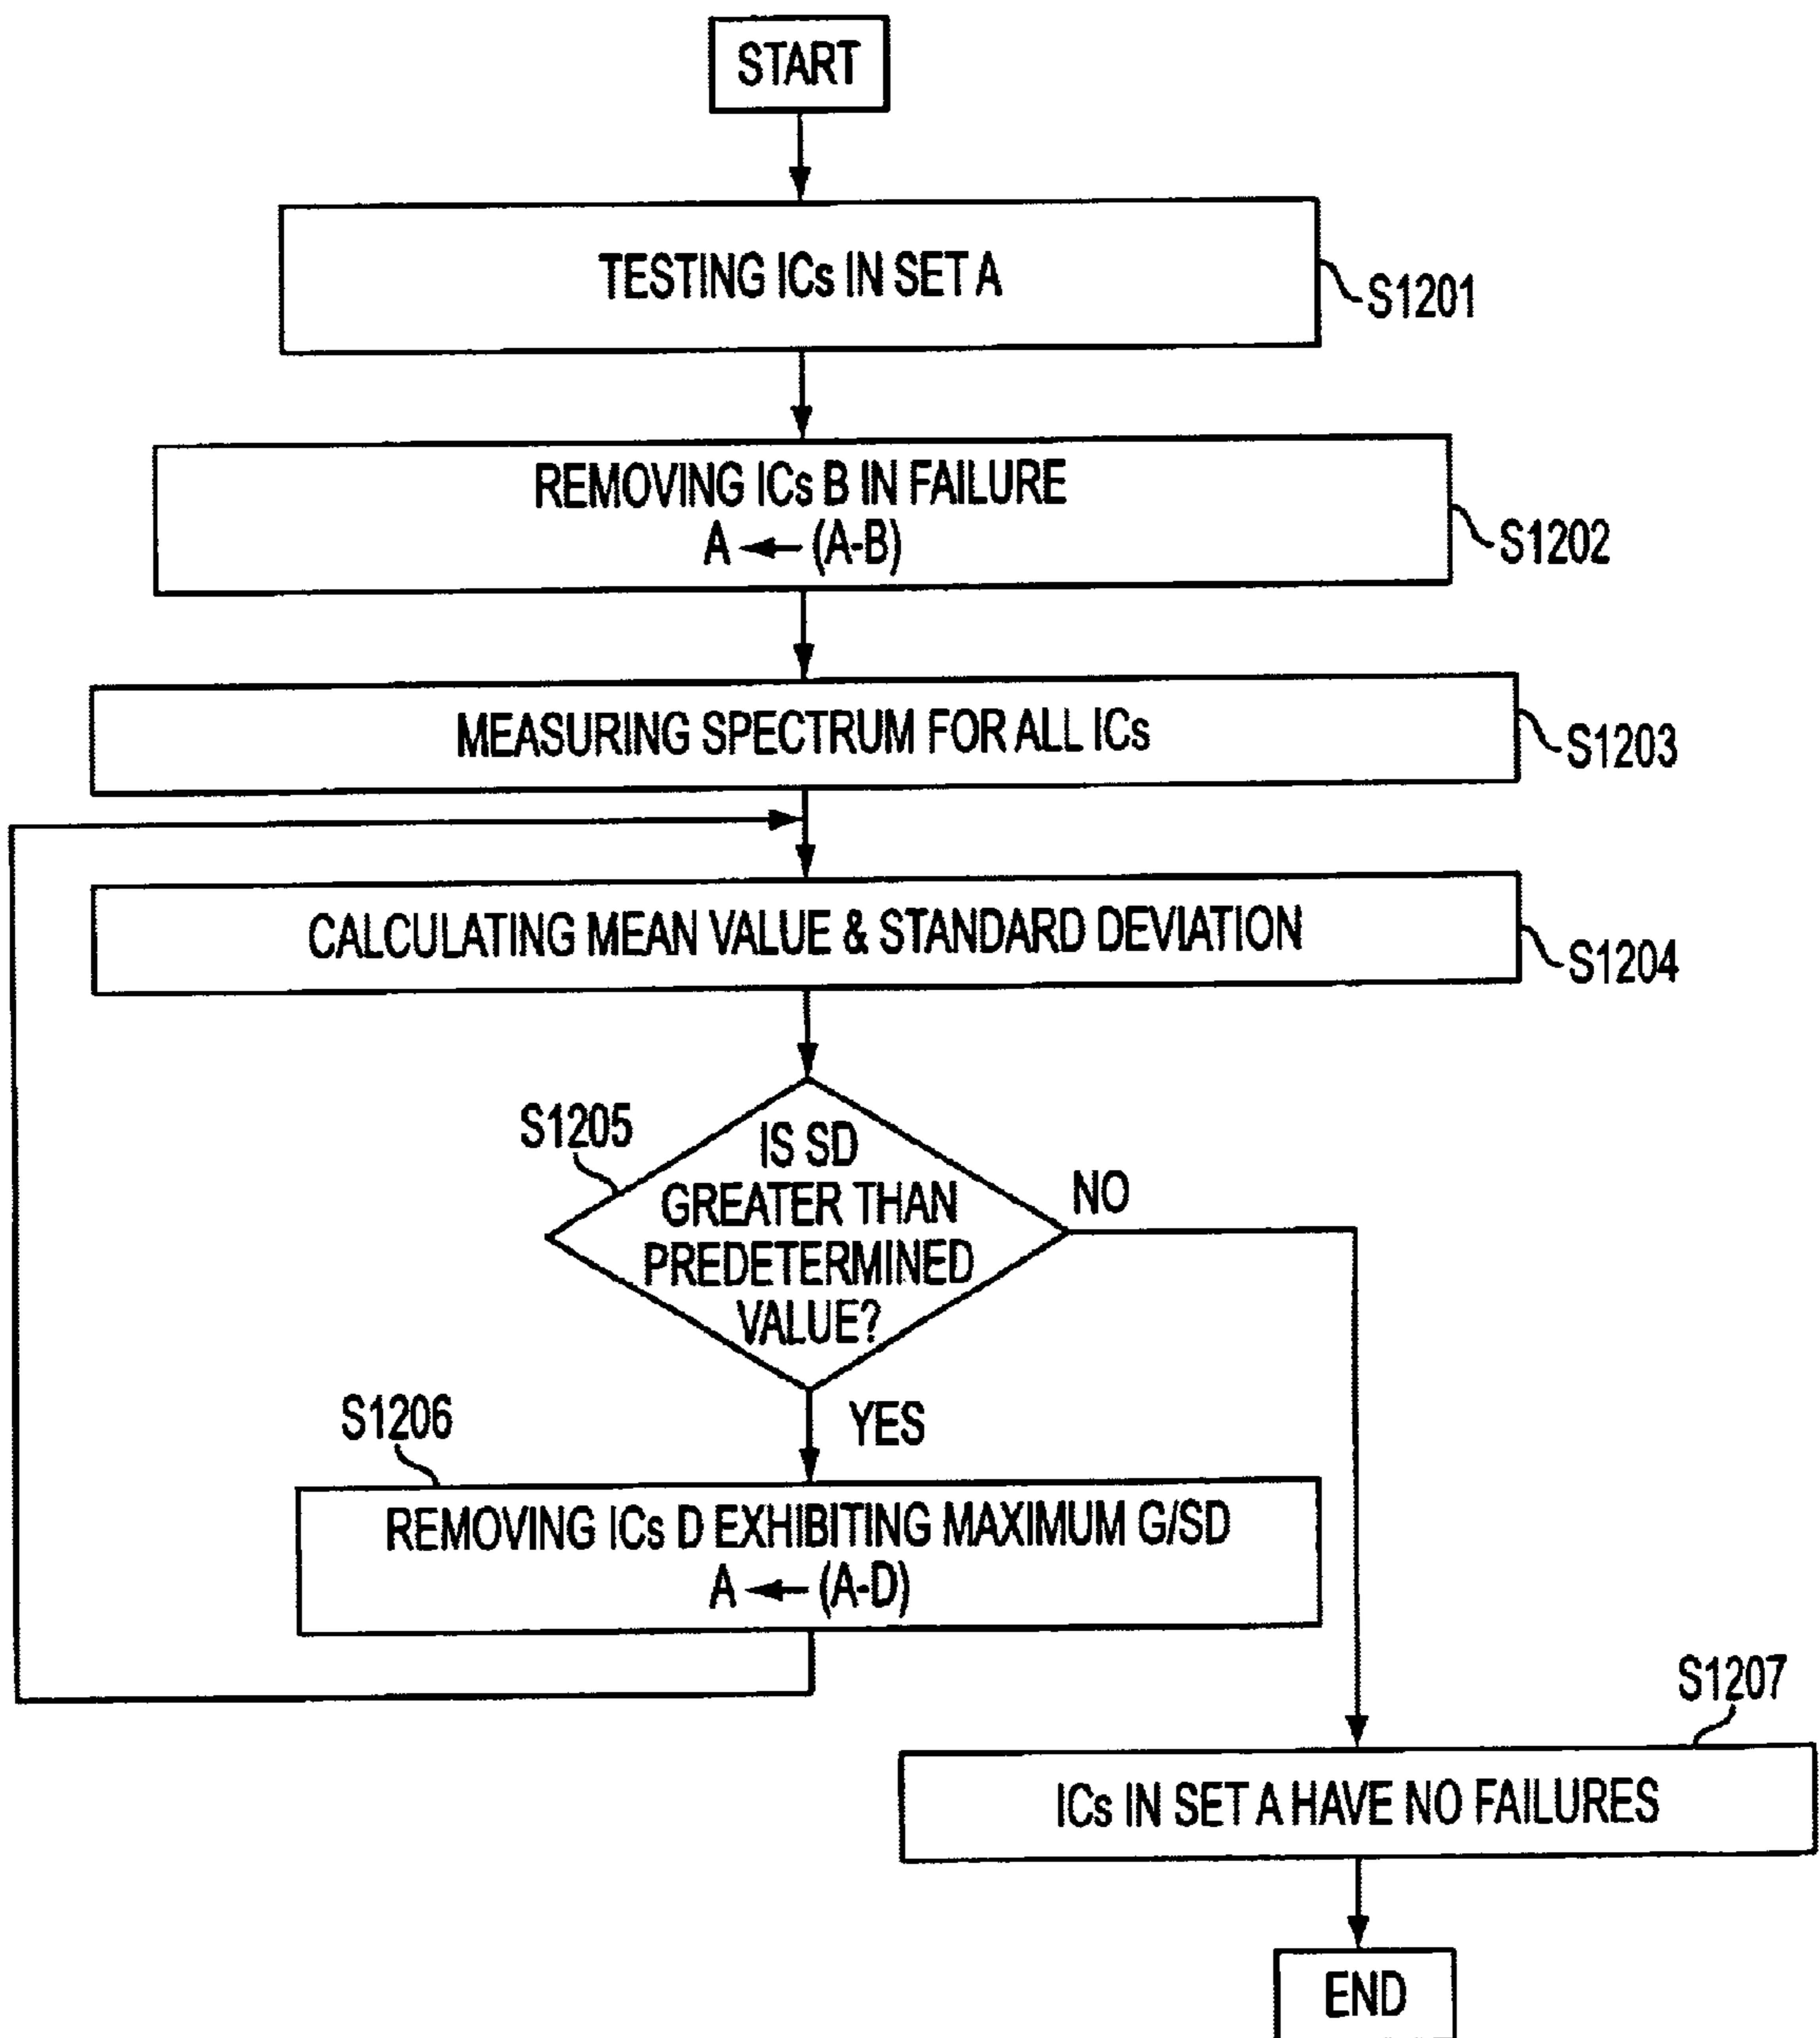 START
TESTING ICs IN SET A
S1201
REMOVING ICs B IN FAILURE
A ← (A-B)
S1202
MEASURING SPECTRUM FOR ALL ICs
S1203
CALCULATING MEAN VALUE & STANDARD DEVIATION
S1204
S1205
IS SD
GREATER THAN
PREDETERMINED
VALUE?
NO
YES
S1206
REMOVING ICs D EXHIBITING MAXIMUM G/SD
A ← (A-D)
S1207
ICs IN SET A HAVE NO FAILURES
END